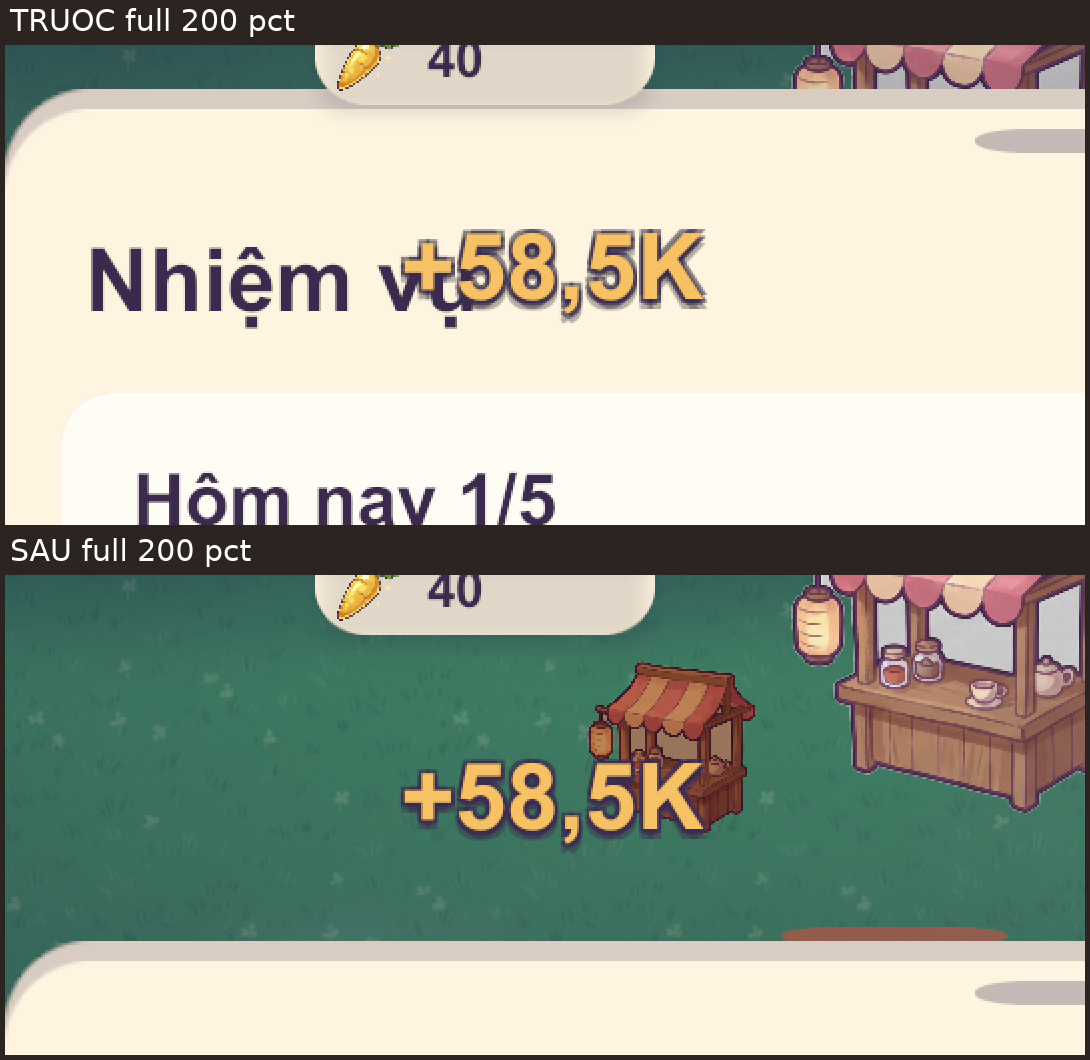 TRUOC full 200 pct
40
+58,5K
Nhiệm vụ
Hôm nay 1/5
SAU full 200 pct
40
+58,5K